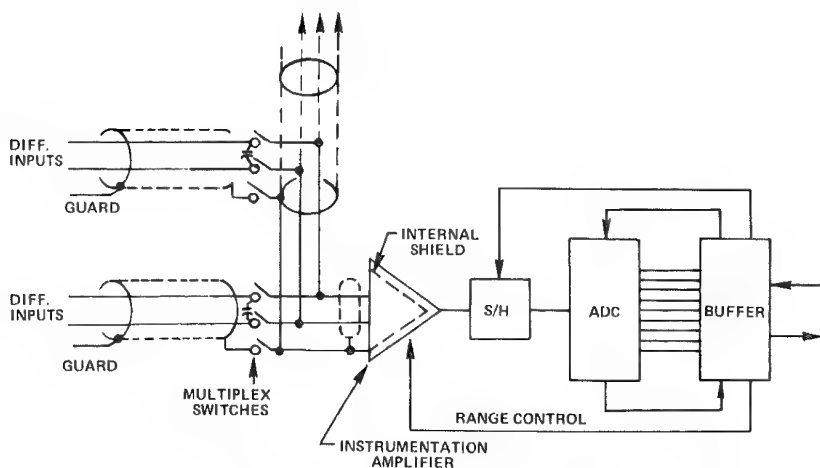 DIFF.
INPUTS
GUARD
INTERNAL
SHIELD
DIFF.
INPUTS
GUARD
S/H
ADC
BUFFER
MULTIPLEX
SWITCHES
RANGE CONTROL
INSTRUMENTATION
AMPLIFIER